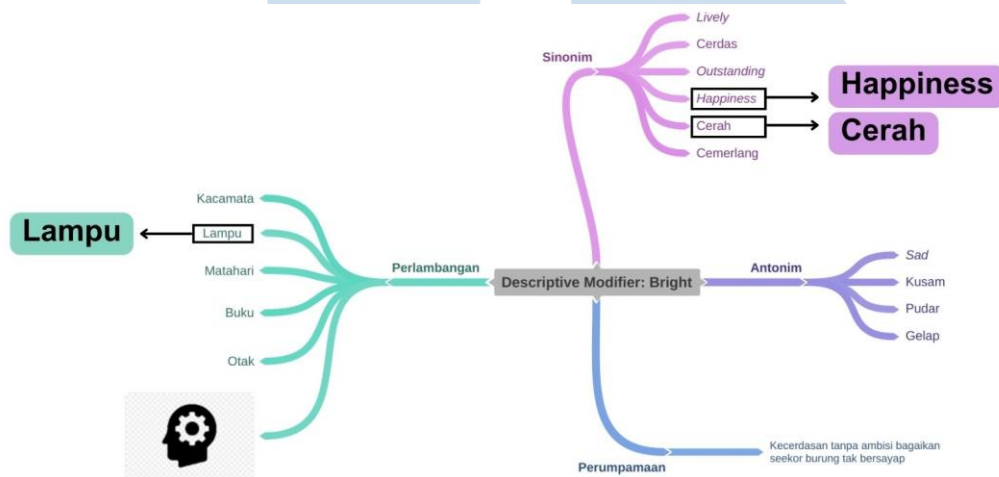 Lively
Sinonim
Cerdas
Outstanding
Happiness
Happiness
Cerah
Cerah
Cemerlang
Kacamata
Lampu
Lampu
Matahari
Buku
Otak
Perlambangan
Descriptive Modifier: Bright
Antonim
Sad
Kusam
Pudar
Gelap
Perumpamaan
Kecerdasan tanpa ambisi bagaikan
seekor burung tak bersayap